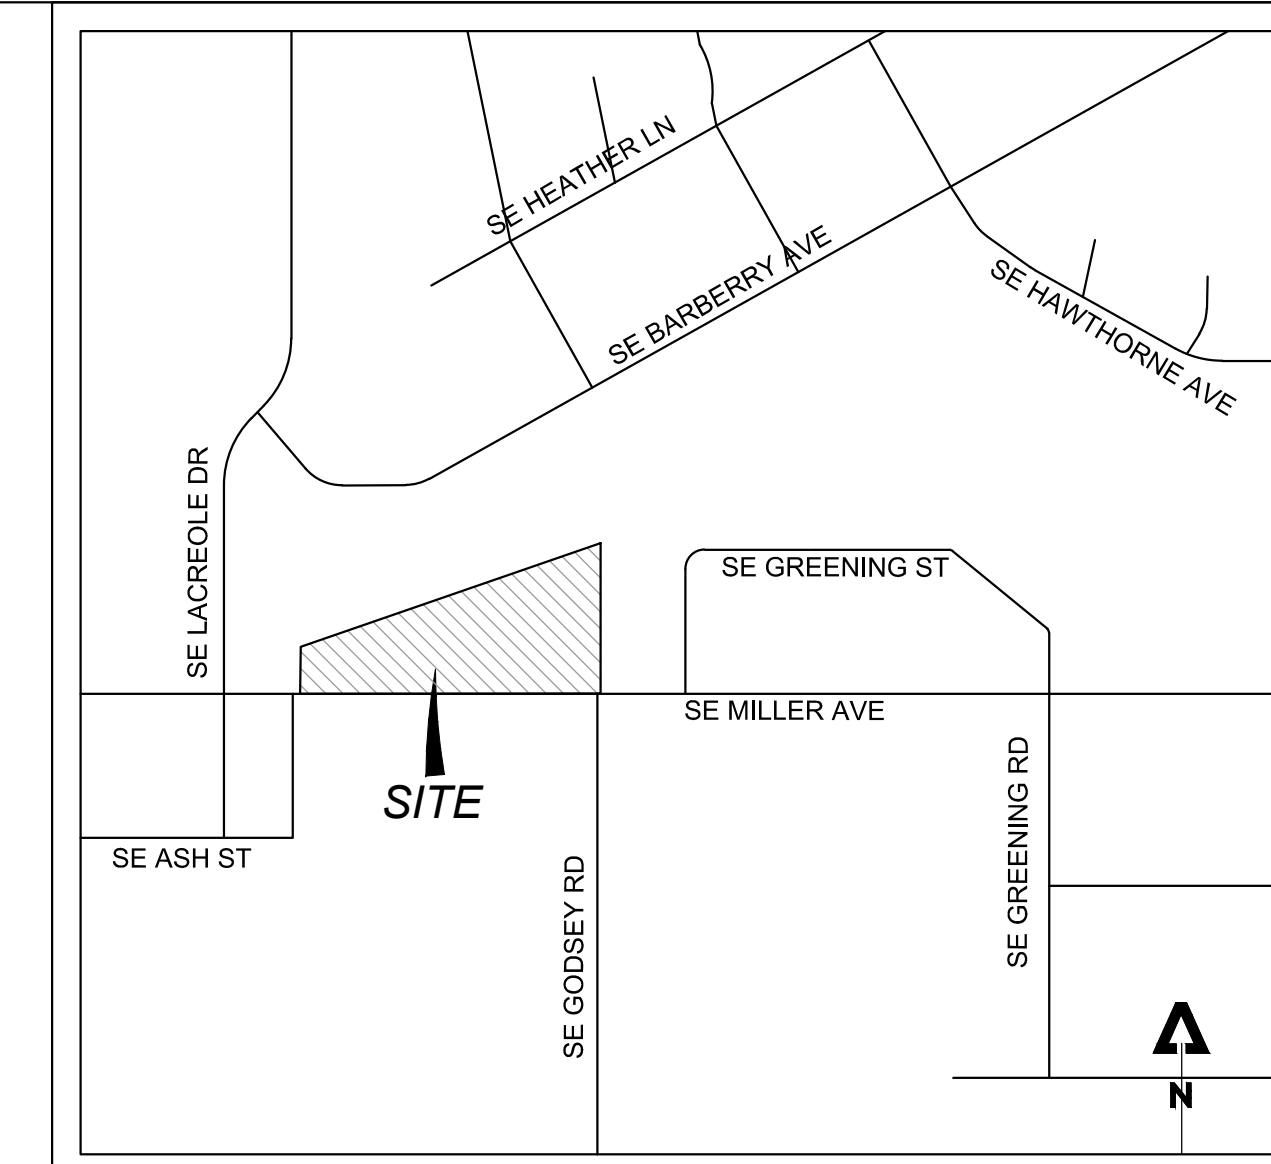 SE HEATHER LN
SE BARBERRY AVE
SE HAWTHORNE AVE
SE LACREOLE DR
SE GREENING ST
SE MILLER AVE
SITE
SE ASH ST
SE GODSEY RD
SE GREENING RD
N